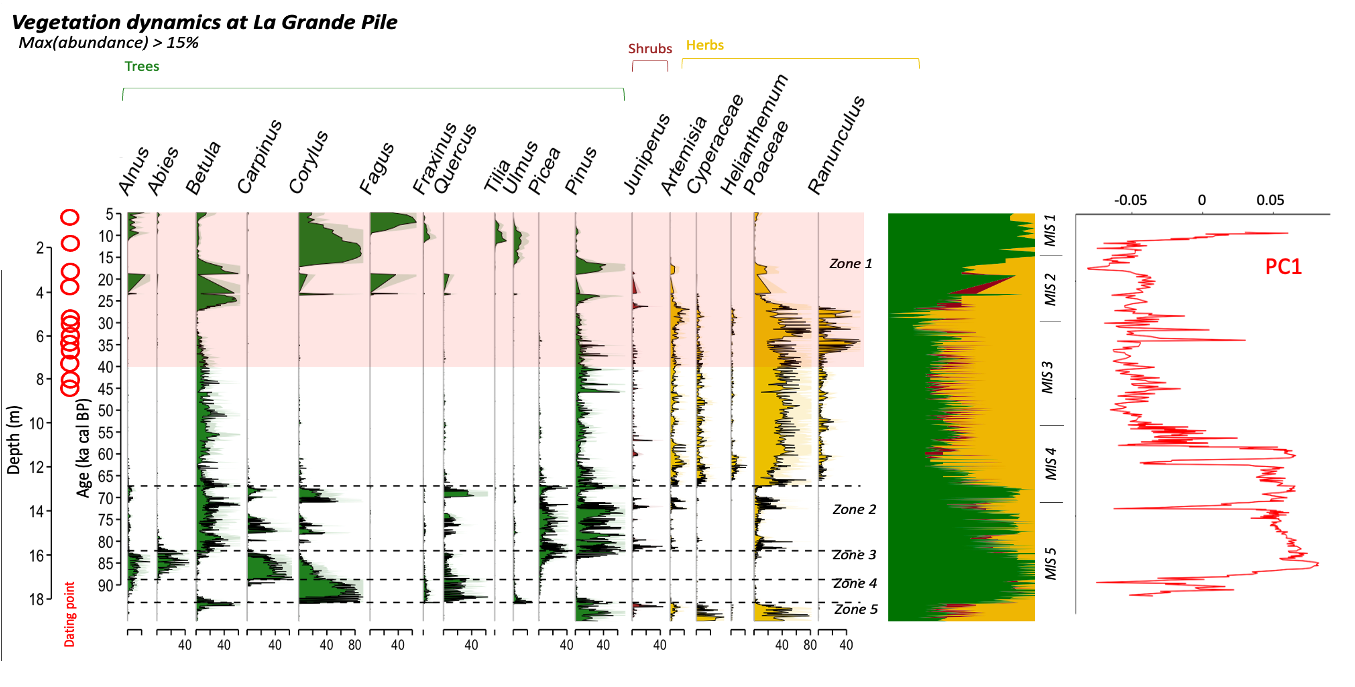 Vegetation dynamics at La Grande Pile
Max(abundance) > 15%
Trees
Shrubs
Herbs
Alnus
Abies
Betula
Carpinus
Corylus
Fagus
Fraxinus
Quercus
Tilia
Ulmus
Picea
Pinus
Juniperus
Artemisia
Cyperaceae
Helianthemum
Poaceae
Ranunculus
Depth (m)
2
4
6
8
10
12
14
16
18
Dating point
Age (ka cal BP)
5
10
15
20
25
30
35
40
45
50
55
60
65
70
75
80
85
90
Zone 1
Zone 2
Zone 3
Zone 4
Zone 5
40 40 40 80 40 40 40 40 40 40 80 40
MIS 1
MIS 2
MIS 3
MIS 4
MIS 5
-0.05 0 0.05
PC1